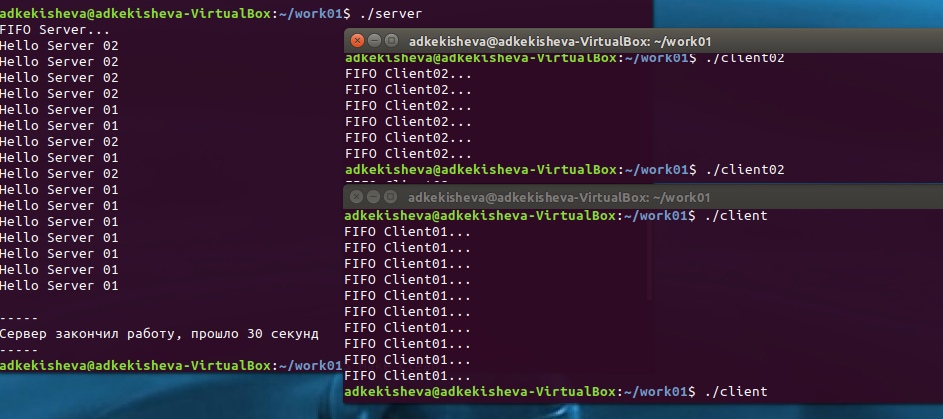 adkekisheva@adkekisheva-VirtualBox:~/work01$ ./server
FIFO Server...
Hello Server 02
Hello Server 02
Hello Server 02
Hello Server 02
Hello Server 01
Hello Server 01
Hello Server 02
Hello Server 01
Hello Server 02
Hello Server 01
Hello Server 01
Hello Server 01
Hello Server 01
Hello Server 01
Hello Server 01
Hello Server 01
-----
Сервер закончил работу, прошло 30 секунд
-----
adkekisheva@adkekisheva-VirtualBox:~/work01
adkekisheva@adkekisheva-VirtualBox: ~/work01
adkekisheva@adkekisheva-VirtualBox:~/work01$ ./client02
FIFO Client02...
FIFO Client02...
FIFO Client02...
FIFO Client02...
FIFO Client02...
FIFO Client02...
adkekisheva@adkekisheva-VirtualBox:~/work01$ ./client02
adkekisheva@adkekisheva-VirtualBox: ~/work01
adkekisheva@adkekisheva-VirtualBox:~/work01$ ./client
FIFO Client01...
FIFO Client01...
FIFO Client01...
FIFO Client01...
FIFO Client01...
FIFO Client01...
FIFO Client01...
FIFO Client01...
FIFO Client01...
FIFO Client01...
adkekisheva@adkekisheva-VirtualBox:~/work01$ ./client